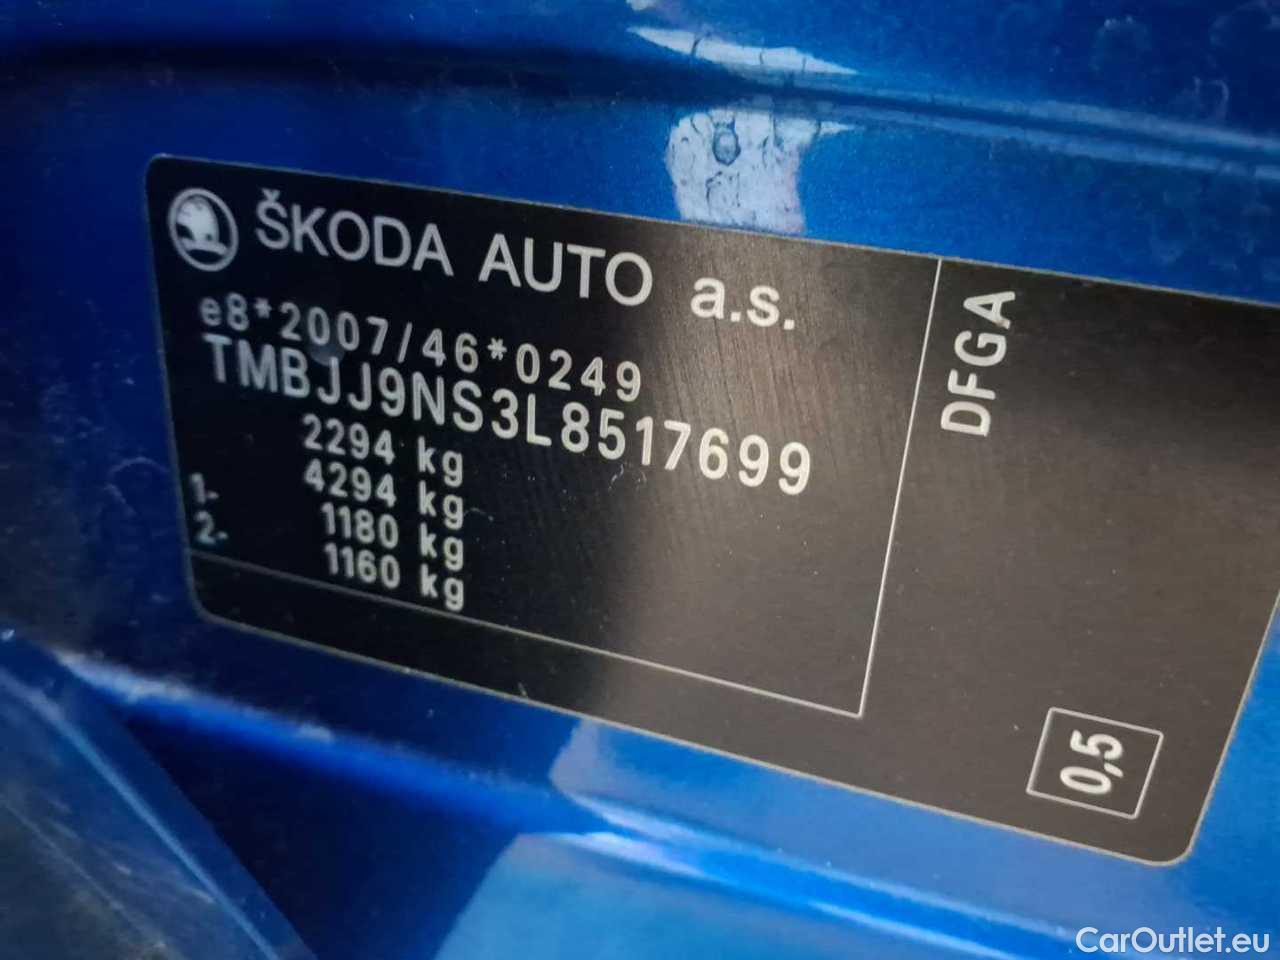 ŠKODA AUTO a.s.
e8*2007/46*0249
TMBJJ9NS3L8517699
2294 kg
4294 kg
1- 1180 kg
2- 1160 kg
DFGA
0,5
CarOutlet.eu